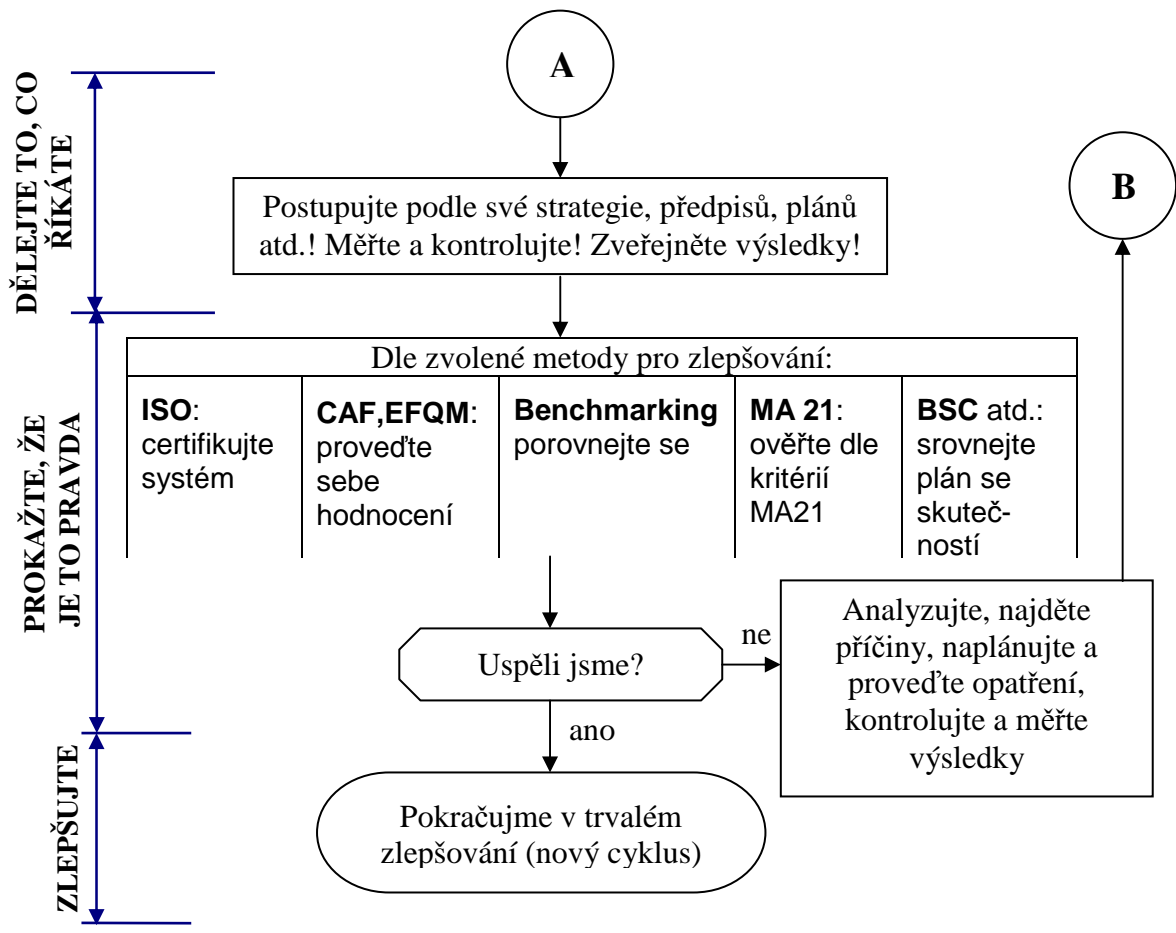 A
B
DĚLEJTE TO, CO
ŘÍKÁTE
Postupujte podle své strategie, předpisů, plánů
atd.! Měřte a kontrolujte! Zveřejněte výsledky!
PROKAŽTE, ŽE
JE TO PRAVDA
Dle zvolené metody pro zlepšování:
ISO:
certifikujte
systém
CAF,EFQM:
proveďte
sebe
hodnocení
Benchmarking
porovnejte se
MA 21:
ověřte dle
kritérií
MA21
BSC atd.:
srovnejte
plán se
skuteč-
ností
Uspěli jsme?
ne
Analyzujte, najděte
příčiny, naplánujte a
proveďte opatření,
kontrolujte a měřte
výsledky
ano
ZLEPŠUJTE
Pokračujme v trvalém
zlepšování (nový cyklus)